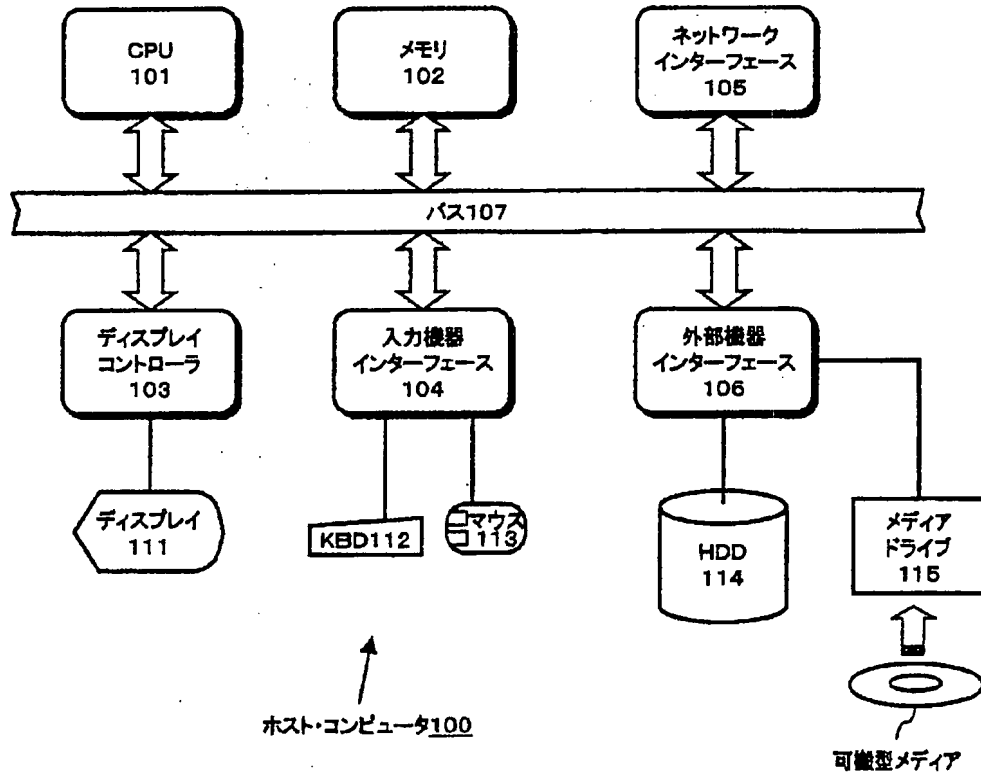 CPU
101
メモリ
102
ネットワーク
インターフェース
105
バス107
ディスプレイ
コントローラ
103
入力機器
インターフェース
104
外部機器
インターフェース
106
ディスプレイ
111
KBD112
マウス
113
HDD
114
メディア
ドライブ
115
ホスト・コンピュータ100
可搬型メディア